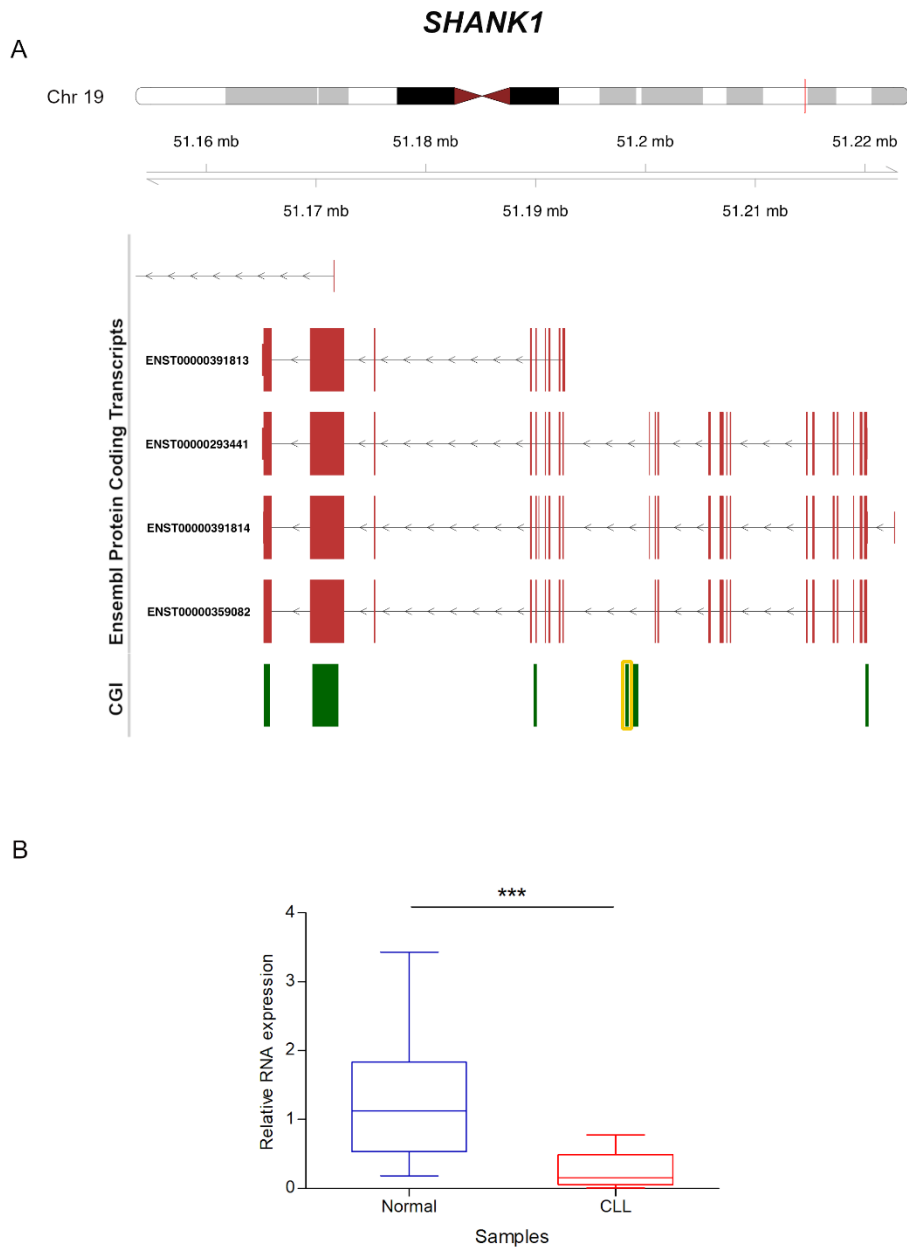 SHANK1
A
Chr 19
51.16 mb 51.18 mb 51.2 mb 51.22 mb
51.17 mb 51.19 mb 51.21 mb
Ensembl Protein Coding Transcripts
ENST00000391813
ENST00000293441
ENST00000391814
ENST00000359082
CGI
B
***
Relative RNA expression
4
3
2
1
0
Normal CLL
Samples